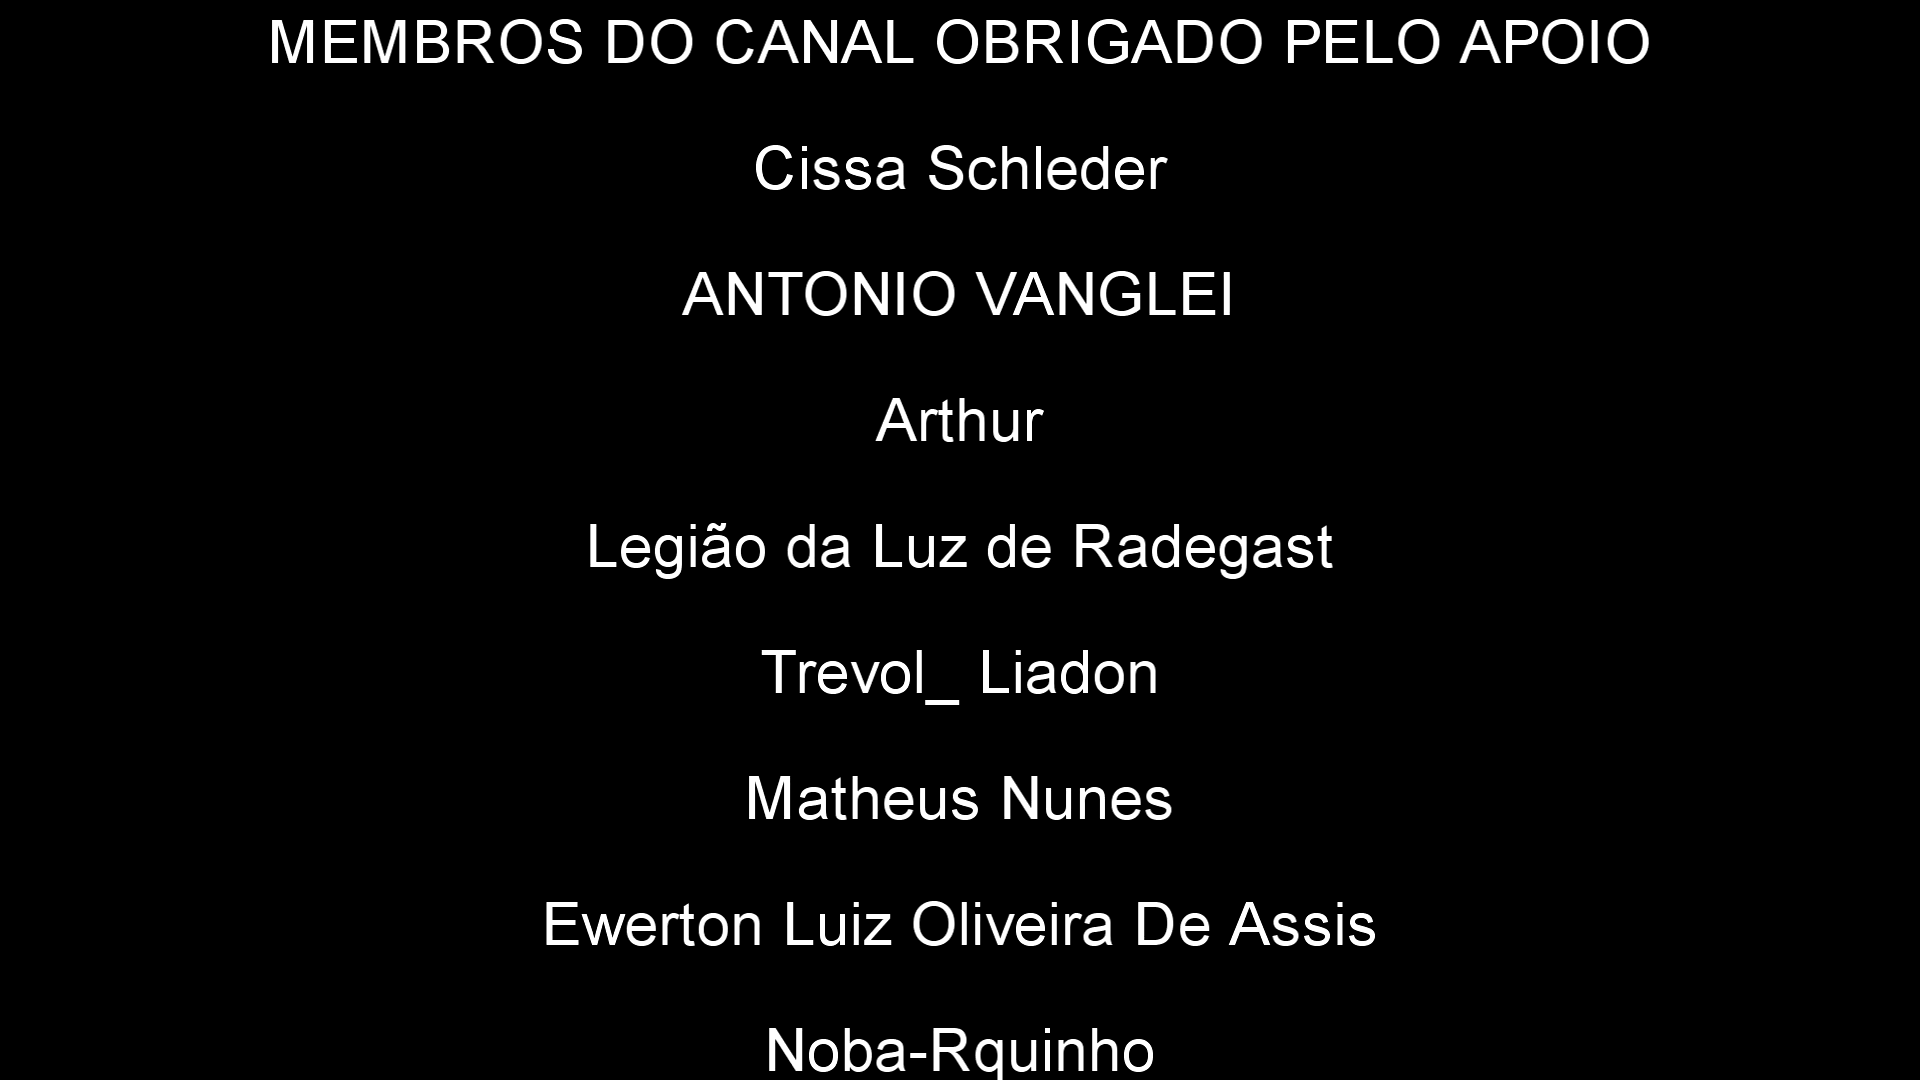 MEMBROS DO CANAL OBRIGADO PELO APOIO
Cissa Schleder
ANTONIO VANGLEI
Arthur
Legião da Luz de Radegast
Trevol_ Liadon
Matheus Nunes
Ewerton Luiz Oliveira De Assis
Noba-Rquinho